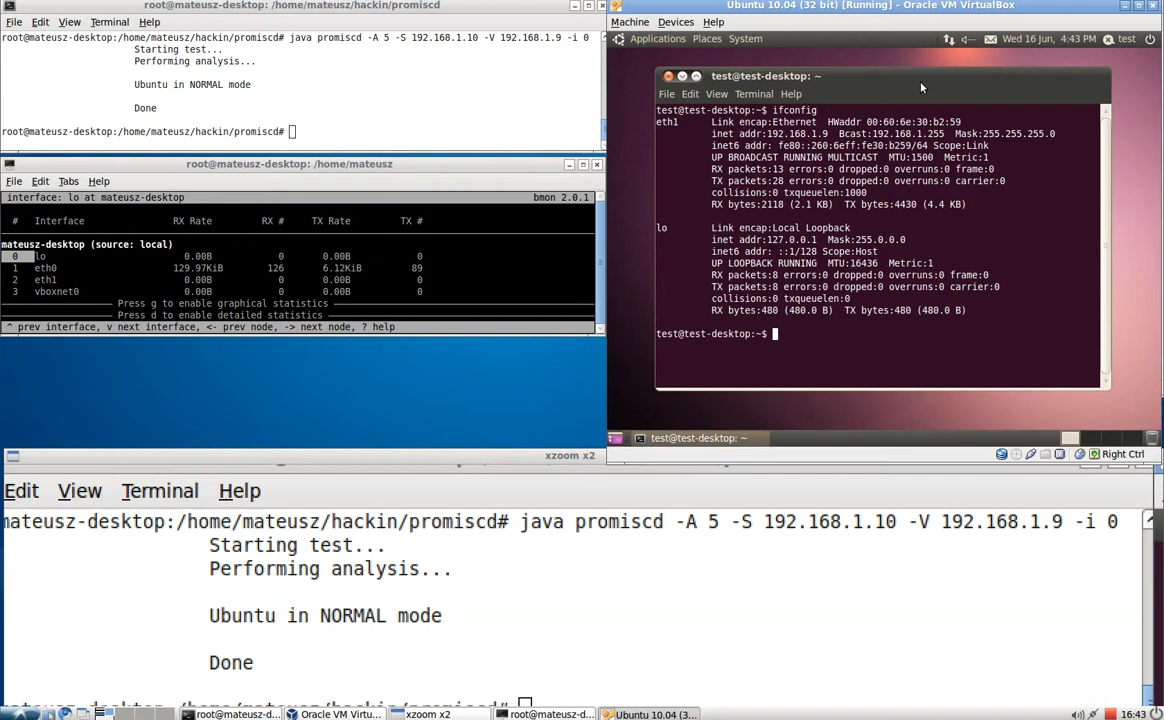 root@mateusz-desktop: /home/mateusz/hackin/promiscd
File Edit View Terminal Help
root@mateusz-desktop:/home/mateusz/hackin/promiscd# java promiscd -A 5 -S 192.168.1.10 -V 192.168.1.9 -i 0
Starting test...
Performing analysis...
Ubuntu in NORMAL mode
Done
root@mateusz-desktop:/home/mateusz/hackin/promiscd#
root@mateusz-desktop: /home/mateusz
File Edit Tabs Help
interface: lo at mateusz-desktop bmon 2.0.1
# Interface RX Rate RX # TX Rate TX #
mateusz-desktop (source: local)
0 lo 0.00B 0 0.00B 0
1 eth0 129.97KiB 126 6.12KiB 89
2 eth1 0.00B 0 0.00B 0
3 vboxnet0 0.00B 0 0.00B 0
Press g to enable graphical statistics
Press d to enable detailed statistics
^ prev interface, v next interface, <- prev node, -> next node, ? help
Ubuntu 10.04 (32 bit) [Running] - Oracle VM VirtualBox
Machine Devices Help
Applications Places System Wed 16 Jun, 4:43 PM test
test@test-desktop: ~
File Edit View Terminal Help
test@test-desktop:~$ ifconfig
eth1 Link encap:Ethernet HWaddr 00:60:6e:30:b2:59
inet addr:192.168.1.9 Bcast:192.168.1.255 Mask:255.255.255.0
inet6 addr: fe80::260:6eff:fe30:b259/64 Scope:Link
UP BROADCAST RUNNING MULTICAST MTU:1500 Metric:1
RX packets:13 errors:0 dropped:0 overruns:0 frame:0
TX packets:28 errors:0 dropped:0 overruns:0 carrier:0
collisions:0 txqueuelen:1000
RX bytes:2118 (2.1 KB) TX bytes:4430 (4.4 KB)
lo Link encap:Local Loopback
inet addr:127.0.0.1 Mask:255.0.0.0
inet6 addr: ::1/128 Scope:Host
UP LOOPBACK RUNNING MTU:16436 Metric:1
RX packets:8 errors:0 dropped:0 overruns:0 frame:0
TX packets:8 errors:0 dropped:0 overruns:0 carrier:0
collisions:0 txqueuelen:0
RX bytes:480 (480.0 B) TX bytes:480 (480.0 B)
test@test-desktop:~$
test@test-desktop: ~
Right Ctrl
xzoom x2
Edit View Terminal Help
mateusz-desktop:/home/mateusz/hackin/promiscd# java promiscd -A 5 -S 192.168.1.10 -V 192.168.1.9 -i 0
Starting test...
Performing analysis...
Ubuntu in NORMAL mode
Done
root@mateusz-d... Oracle VM Virtu... xzoom x2 root@mateusz-d... Ubuntu 10.04 (3... 16:43